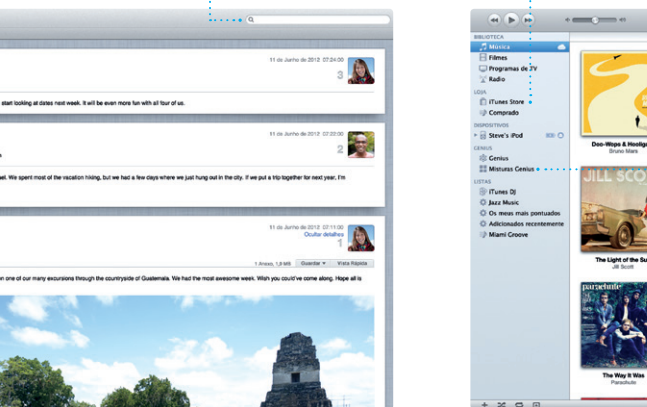 11 de Junho de 2012 07:24:00
3
start looking at dates next week. It will be even more fun with all four of us.
11 de Junho de 2012 07:22:00
2
el. We spent most of the vacation hiking, but we had a few days where we just hung out in the city. If we put a trip together for next year, I'm
11 de Junho de 2012 07:11:00
Ocultar detalhes
1
1 Anexo, 1,8 MB Guardar Vista Rápida
on one of our many excursions through the countryside of Guatemala. We had the most awesome week. Wish you could've come along. Hope all is
BIBLIOTECA
Música
Filmes
Programas de TV
Radio
LOJA
iTunes Store
Comprado
DISPOSITIVOS
Steve's iPod
GENIUS
Genius
Misturas Genius
LISTAS
iTunes DJ
Jazz Music
Os meus mais pontuados
Adicionados recentemente
Miami Groove
Doo-Wops & Hoolig
Bruno Mars
JILL SCO
The Light of the Su
Jill Scott
parachute
The Way It Was
Parachute